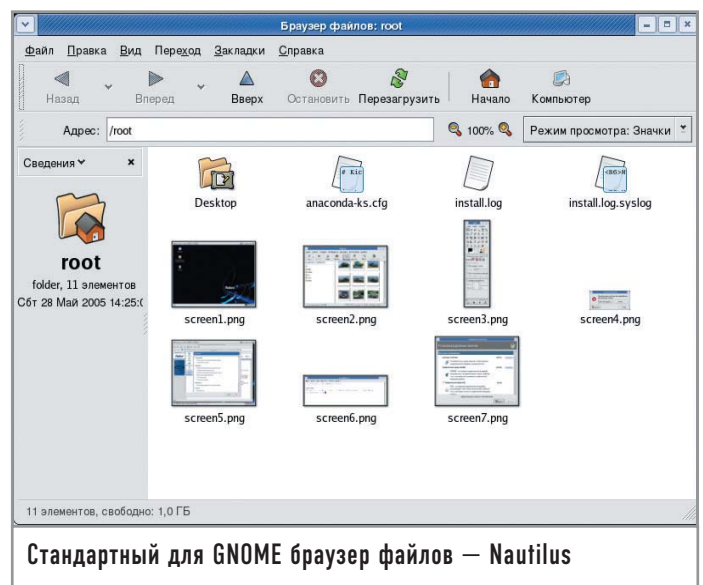 Браузер файлов: root
Файл Правка Вид Переход Закладки Справка
Назад Вперед Вверх Остановить Перезагрузить Начало Компьютер
Адрес: /root 100% Режим просмотра: Значки
Сведения
root
folder, 11 элементов
Сбт 28 Май 2005 14:25:(
Desktop anaconda-ks.cfg install.log install.log.syslog
screen1.png screen2.png screen3.png screen4.png
screen5.png screen6.png screen7.png
11 элементов, свободно: 1,0 ГБ
Стандартный для GNOME браузер файлов — Nautilus